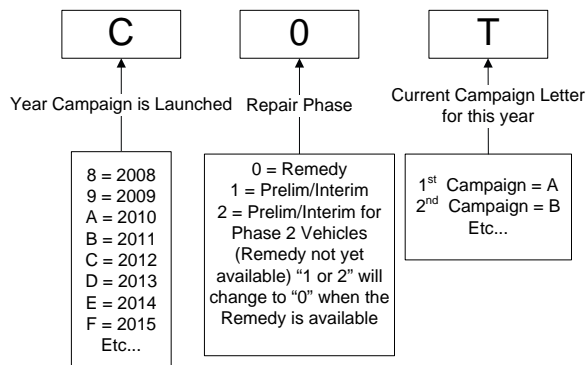 C
0
T
Year Campaign is Launched
Repair Phase
Current Campaign Letter
for this year
8 = 2008
9 = 2009
A = 2010
B = 2011
C = 2012
D = 2013
E = 2014
F = 2015
Etc...
0 = Remedy
1 = Prelim/Interim
2 = Prelim/Interim for
Phase 2 Vehicles
(Remedy not yet
available) “1 or 2” will
change to “0” when the
Remedy is available
1st Campaign = A
2nd Campaign = B
Etc...